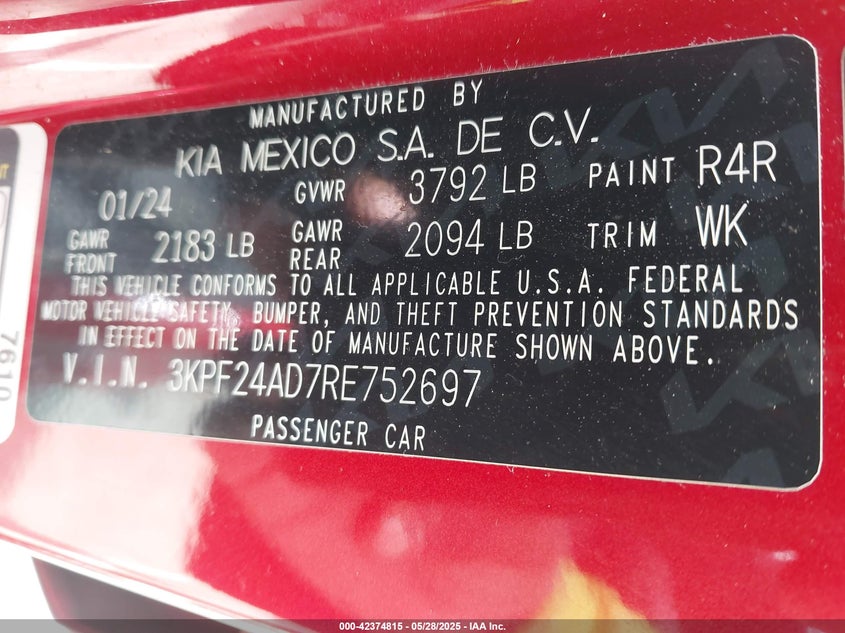 MANUFACTURED BY
KIA MEXICO S.A. DE C.V.
01/24 GVWR 3792 LB PAINT R4R
GAWR FRONT 2183 LB GAWR REAR 2094 LB TRIM WK
THIS VEHICLE CONFORMS TO ALL APPLICABLE U.S.A. FEDERAL
MOTOR VEHICLE SAFETY, BUMPER, AND THEFT PREVENTION STANDARDS
IN EFFECT ON THE DATE OF MANUFACTURE SHOWN ABOVE.
V.I.N. 3KPF24AD7RE752697
PASSENGER CAR
7610
000-42374815 - 05/28/2025 - IAA Inc.